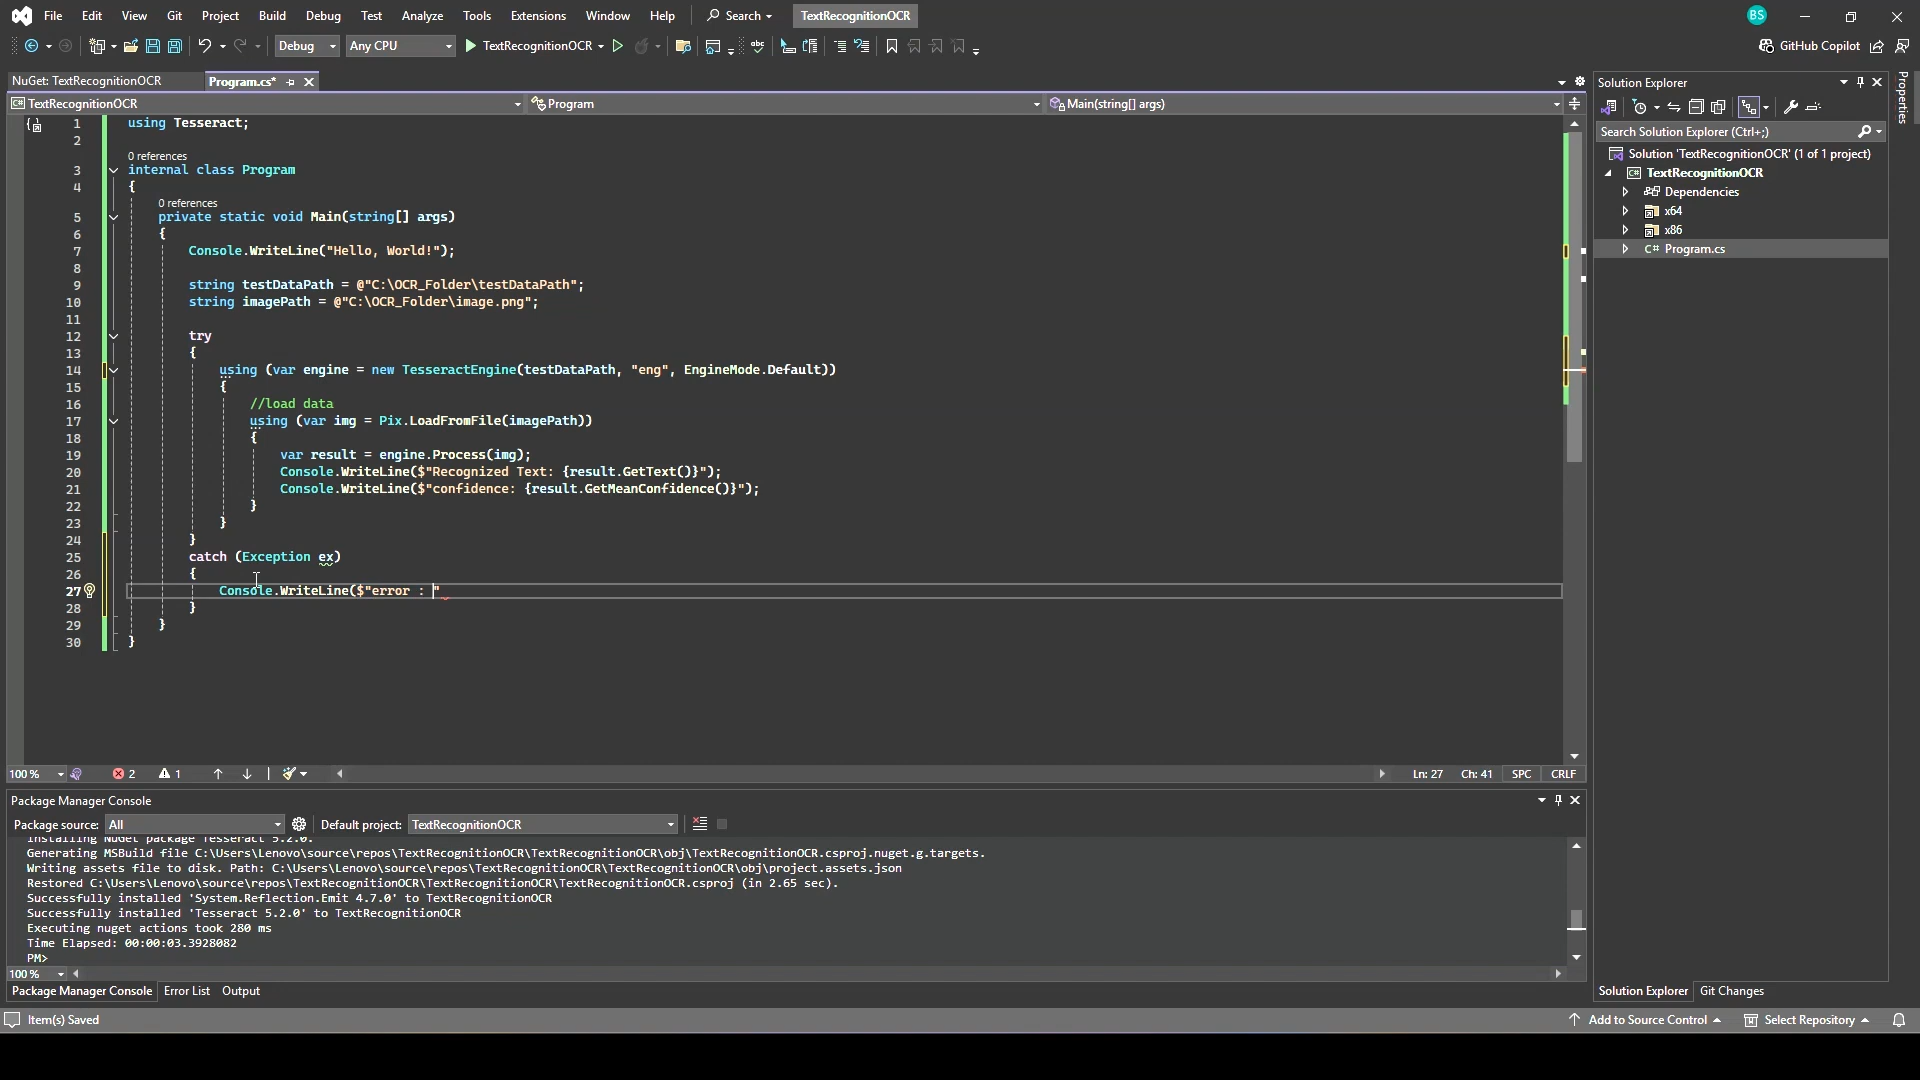 File Edit View Git Project Build Debug Test Analyze Tools Extensions Window Help Search TextRecognitionOCR BS
Debug Any CPU TextRecognitionOCR GitHub Copilot
NuGet: TextRecognitionOCR Program.cs*
TextRecognitionOCR Program Main(string[] args)
1 using Tesseract;
2
0 references
3 internal class Program
4 {
0 references
5 private static void Main(string[] args)
6 {
7 Console.WriteLine("Hello, World!");
8
9 string testDataPath = @"C:\OCR_Folder\testDataPath";
10 string imagePath = @"C:\OCR_Folder\image.png";
11
12 try
13 {
14 using (var engine = new TesseractEngine(testDataPath, "eng", EngineMode.Default))
15 {
16 //load data
17 using (var img = Pix.LoadFromFile(imagePath))
18 {
19 var result = engine.Process(img);
20 Console.WriteLine($"Recognized Text: {result.GetText()}");
21 Console.WriteLine($"confidence: {result.GetMeanConfidence()}");
22 }
23 }
24 }
25 catch (Exception ex)
26 {
27 Console.WriteLine($"error : "
28 }
29 }
30 }
100 % 2 1 Ln: 27 Ch: 41 SPC CRLF
Package Manager Console
Package source: All Default project: TextRecognitionOCR
Installing NuGet package Tesseract 5.2.0.
Generating MSBuild file C:\Users\Lenovo\source\repos\TextRecognitionOCR\TextRecognitionOCR\obj\TextRecognitionOCR.csproj.nuget.g.targets.
Writing assets file to disk. Path: C:\Users\Lenovo\source\repos\TextRecognitionOCR\TextRecognitionOCR\obj\project.assets.json
Restored C:\Users\Lenovo\source\repos\TextRecognitionOCR\TextRecognitionOCR\TextRecognitionOCR.csproj (in 2.65 sec).
Successfully installed 'System.Reflection.Emit 4.7.0' to TextRecognitionOCR
Successfully installed 'Tesseract 5.2.0' to TextRecognitionOCR
Executing nuget actions took 280 ms
Time Elapsed: 00:00:03.3928082
PM>
100 %
Package Manager Console Error List Output
Solution Explorer
Search Solution Explorer (Ctrl+;)
Solution 'TextRecognitionOCR' (1 of 1 project)
C# TextRecognitionOCR
Dependencies
x64
x86
C# Program.cs
Solution Explorer Git Changes
Properties
Item(s) Saved Add to Source Control Select Repository